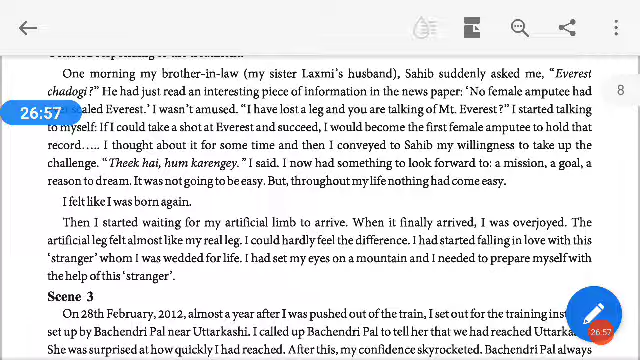 One morning my brother-in-law (my sister Laxmi's husband), Sahib suddenly asked me, "Everest
chadogi?" He had just read an interesting piece of information in the news paper: 'No female amputee had
scaled Everest.' I wasn't amused. "I have lost a leg and you are talking of Mt. Everest?" I started talking
to myself: If I could take a shot at Everest and succeed, I would become the first female amputee to hold that
record..... I thought about it for some time and then I conveyed to Sahib my willingness to take up the
challenge. "Theek hai, hum karengey." I said. I now had something to look forward to: a mission, a goal, a
reason to dream. It was not going to be easy. But, throughout my life nothing had come easy.
I felt like I was born again.
Then I started waiting for my artificial limb to arrive. When it finally arrived, I was overjoyed. The
artificial leg felt almost like my real leg. I could hardly feel the difference. I had started falling in love with this
'stranger' whom I was wedded for life. I had set my eyes on a mountain and I needed to prepare myself with
the help of this 'stranger'.
Scene 3
On 28th February, 2012, almost a year after I was pushed out of the train, I set out for the training
set up by Bachendri Pal near Uttarkashi. I called up Bachendri Pal to tell her that we had reached
She was surprised at how quickly I had reached. After this, my confidence skyrocketed. Bachendri Pal always
26:57
8
26:57